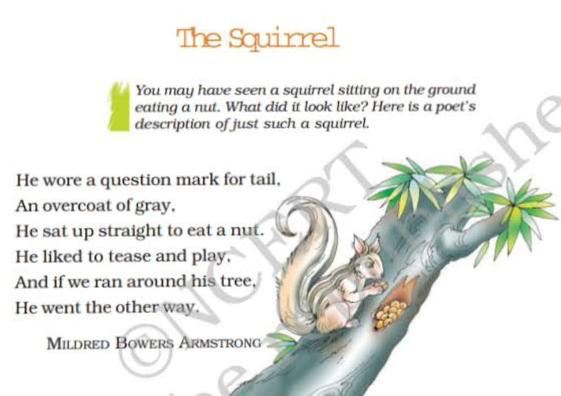 The Squirrel
You may have seen a squirrel sitting on the ground
eating a nut. What did it look like? Here is a poet's
description of just such a squirrel.
He wore a question mark for tail,
An overcoat of gray,
He sat up straight to eat a nut.
He liked to tease and play,
And if we ran around his tree,
He went the other way.
MILDRED BOWERS ARMSTRONG
©NCERT